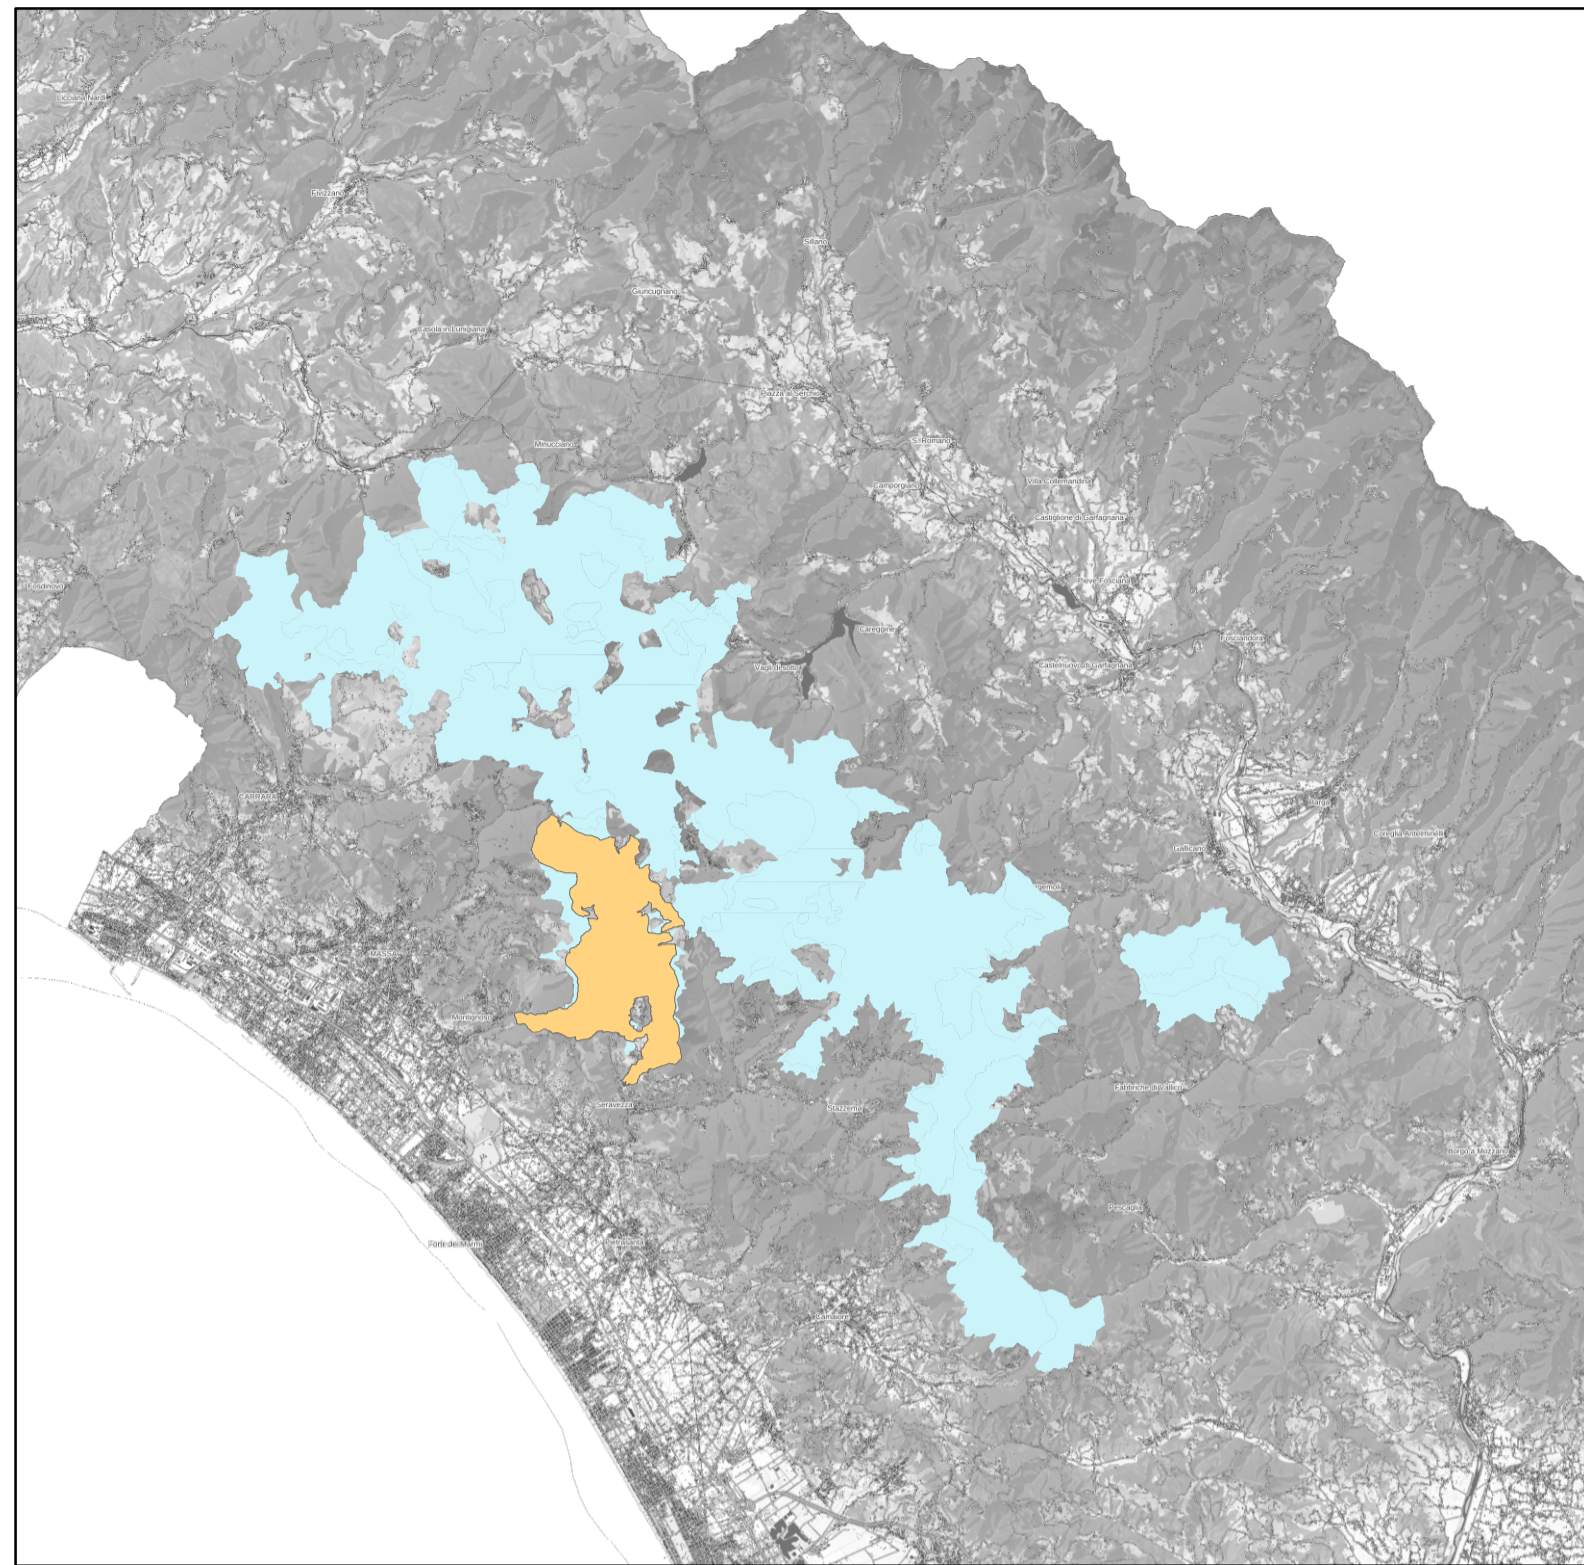 Licciana Nardi
Fivizzano
Sillano
Giuncugnano
Casola in Lunigiana
Piazza al Serchio
Minucciano
S. Romano
Camporgiano
Villa Collemandina
Castiglione di Garfagnana
Fosdinovo
Pieve Fosciana
Careggine
Fosciandora
Vagli di sotto
Castelnuovo di Garfagnana
CARRARA
Barga
Coreglia Antelminelli
Gallicano
gemoli
MASSA
Montignoso
Fabbriche di Vallico
Seravezza
Stazzema
Borgo a Mozzano
Pescaglia
Forte dei Marmi
Pietrasanta
Camaiore